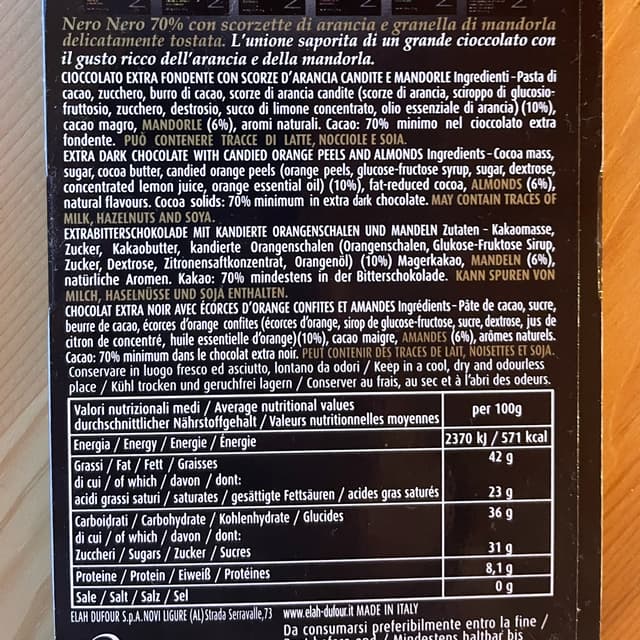 Nero Nero 70% con scorzette di arancia e granella di mandorla
delicatamente tostata. L'unione saporita di un grande cioccolato con
il gusto ricco dell'arancia e della mandorla.
CIOCCOLATO EXTRA FONDENTE CON SCORZE D'ARANCIA CANDITE E MANDORLE Ingredienti - Pasta di
cacao, zucchero, burro di cacao, scorze di arancia candite (scorze di arancia, sciroppo di glucosio-
fruttosio, zucchero, destrosio, succo di limone concentrato, olio essenziale di arancia) (10%),
cacao magro, MANDORLE (6%), aromi naturali. Cacao: 70% minimo nel cioccolato extra
fondente. PUÒ CONTENERE TRACCE DI LATTE, NOCCIOLE E SOIA.
EXTRA DARK CHOCOLATE WITH CANDIED ORANGE PEELS AND ALMONDS Ingredients - Cocoa mass,
sugar, cocoa butter, candied orange peels (orange peels, glucose-fructose syrup, sugar, dextrose,
concentrated lemon juice, orange essential oil) (10%), fat-reduced cocoa, ALMONDS (6%),
natural flavours. Cocoa solids: 70% minimum in extra dark chocolate. MAY CONTAIN TRACES OF
MILK, HAZELNUTS AND SOYA.
EXTRABITTERSCHOKOLADE MIT KANDIERTE ORANGENSCHALEN UND MANDELN Zutaten - Kakaomasse,
Zucker, Kakaobutter, kandierte Orangenschalen (Orangenschalen, Glukose-Fruktose Sirup,
Zucker, Dextrose, Zitronensaftkonzentrat, Orangenöl) (10%) Magerkakao, MANDELN (6%),
natürliche Aromen. Kakao: 70% mindestens in der Bitterschokolade. KANN SPUREN VON
MILCH, HASELNÜSSE UND SOJA ENTHALTEN.
CHOCOLAT EXTRA NOIR AVEC ÉCORCES D'ORANGE CONFITES ET AMANDES Ingrédients - Pâte de cacao, sucre,
beurre de cacao, écorces d'orange confites (écorces d'orange, sirop de glucose-fructose, sucre, dextrose, jus de
citron de concentré, huile essentielle d'orange)(10%), cacao maigre, AMANDES (6%), arômes naturels.
Cacao: 70% minimum dans le chocolat extra noir. PEUT CONTENIR DES TRACES DE LAIT, NOISETTES ET SOJA.
Conservare in luogo fresco ed asciutto, lontano da odori / Keep in a cool, dry and odourless
place / Kühl trocken und geruchfrei lagern / Conserver au frais, au sec et à l'abri des odeurs.
Valori nutrizionali medi / Average nutritional values
durchschnittlicher Nährstoffgehalt / Valeurs nutritionnelles moyennes per 100g
Energia / Energy / Energie / Énergie 2370 kJ / 571 kcal
Grassi / Fat / Fett / Graisses 42 g
di cui / of which / davon / dont:
acidi grassi saturi / saturates / gesättigte Fettsäuren / acides gras saturés 23 g
Carboidrati / Carbohydrate / Kohlenhydrate / Glucides 36 g
di cui / of which / davon / dont:
Zuccheri / Sugars / Zucker / Sucres 31 g
Proteine / Protein / Eiweiß / Protéines 8,1 g
Sale / Salt / Salz / Sel 0 g
ELAH DUFOUR S.p.A. NOVI LIGURE (AL) Strada Serravalle,73 www.elah-dufour.it MADE IN ITALY
Da consumarsi preferibilmente entro la fine /
/ Mindestens haltbar bis